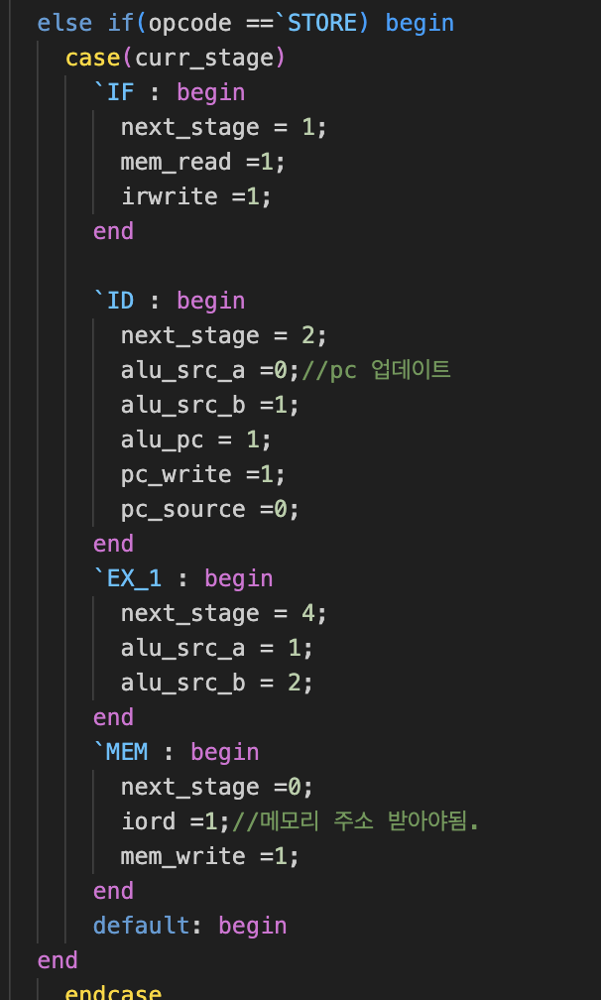 else if(opcode ==`STORE) begin
case(curr_stage)
`IF : begin
next_stage = 1;
mem_read =1;
irwrite =1;
end
`ID : begin
next_stage = 2;
alu_src_a =0;//pc 업데이트
alu_src_b =1;
alu_pc = 1;
pc_write =1;
pc_source =0;
end
`EX_1 : begin
next_stage = 4;
alu_src_a = 1;
alu_src_b = 2;
end
`MEM : begin
next_stage =0;
iord =1;//메모리 주소 받아야됨.
mem_write =1;
end
default: begin
end
endcase